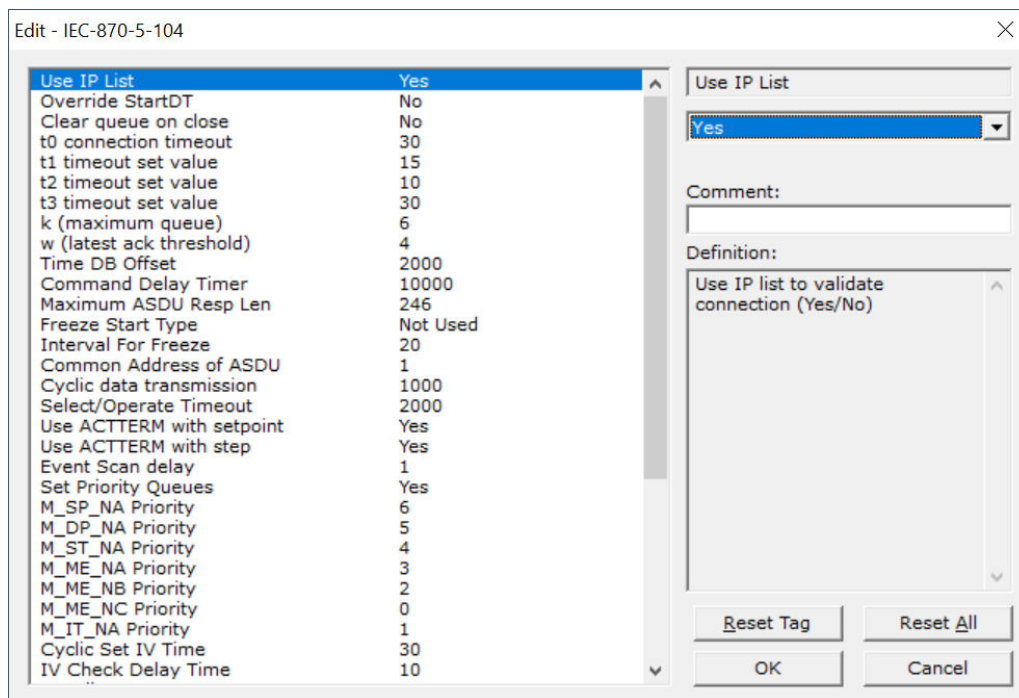 Edit - IEC-870-5-104
Use IP List Yes
Override StartDT No
Clear queue on close No
t0 connection timeout 30
t1 timeout set value 15
t2 timeout set value 10
t3 timeout set value 30
k (maximum queue) 6
w (latest ack threshold) 4
Time DB Offset 2000
Command Delay Timer 10000
Maximum ASDU Resp Len 246
Freeze Start Type Not Used
Interval For Freeze 20
Common Address of ASDU 1
Cyclic data transmission 1000
Select/Operate Timeout 2000
Use ACTTERM with setpoint Yes
Use ACTTERM with step Yes
Event Scan delay 1
Set Priority Queues Yes
M_SP_NA Priority 6
M_DP_NA Priority 5
M_ST_NA Priority 4
M_ME_NA Priority 3
M_ME_NB Priority 2
M_ME_NC Priority 0
M_IT_NA Priority 1
Cyclic Set IV Time 30
IV Check Delay Time 10
Use IP List
Yes
Comment:
Definition:
Use IP list to validate
connection (Yes/No)
Reset Tag
Reset All
OK
Cancel